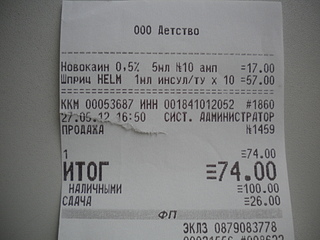 ООО Детство
Новокаин 0,5% 5мл N10 амп ≡17.00
Шприц HELM 1мл инсул/ту x 10 ≡57.00
ККМ 00053687 ИНН 001841012052 #1860
27.05.12 16:50 СИСТ. АДМИНИСТРАТОР
ПРОДАЖА №1459
1 ≡74.00
ИТОГ ≡74.00
НАЛИЧНЫМИ ≡100.00
СДАЧА ≡26.00
ФП
ЭКЛЗ 0879083778